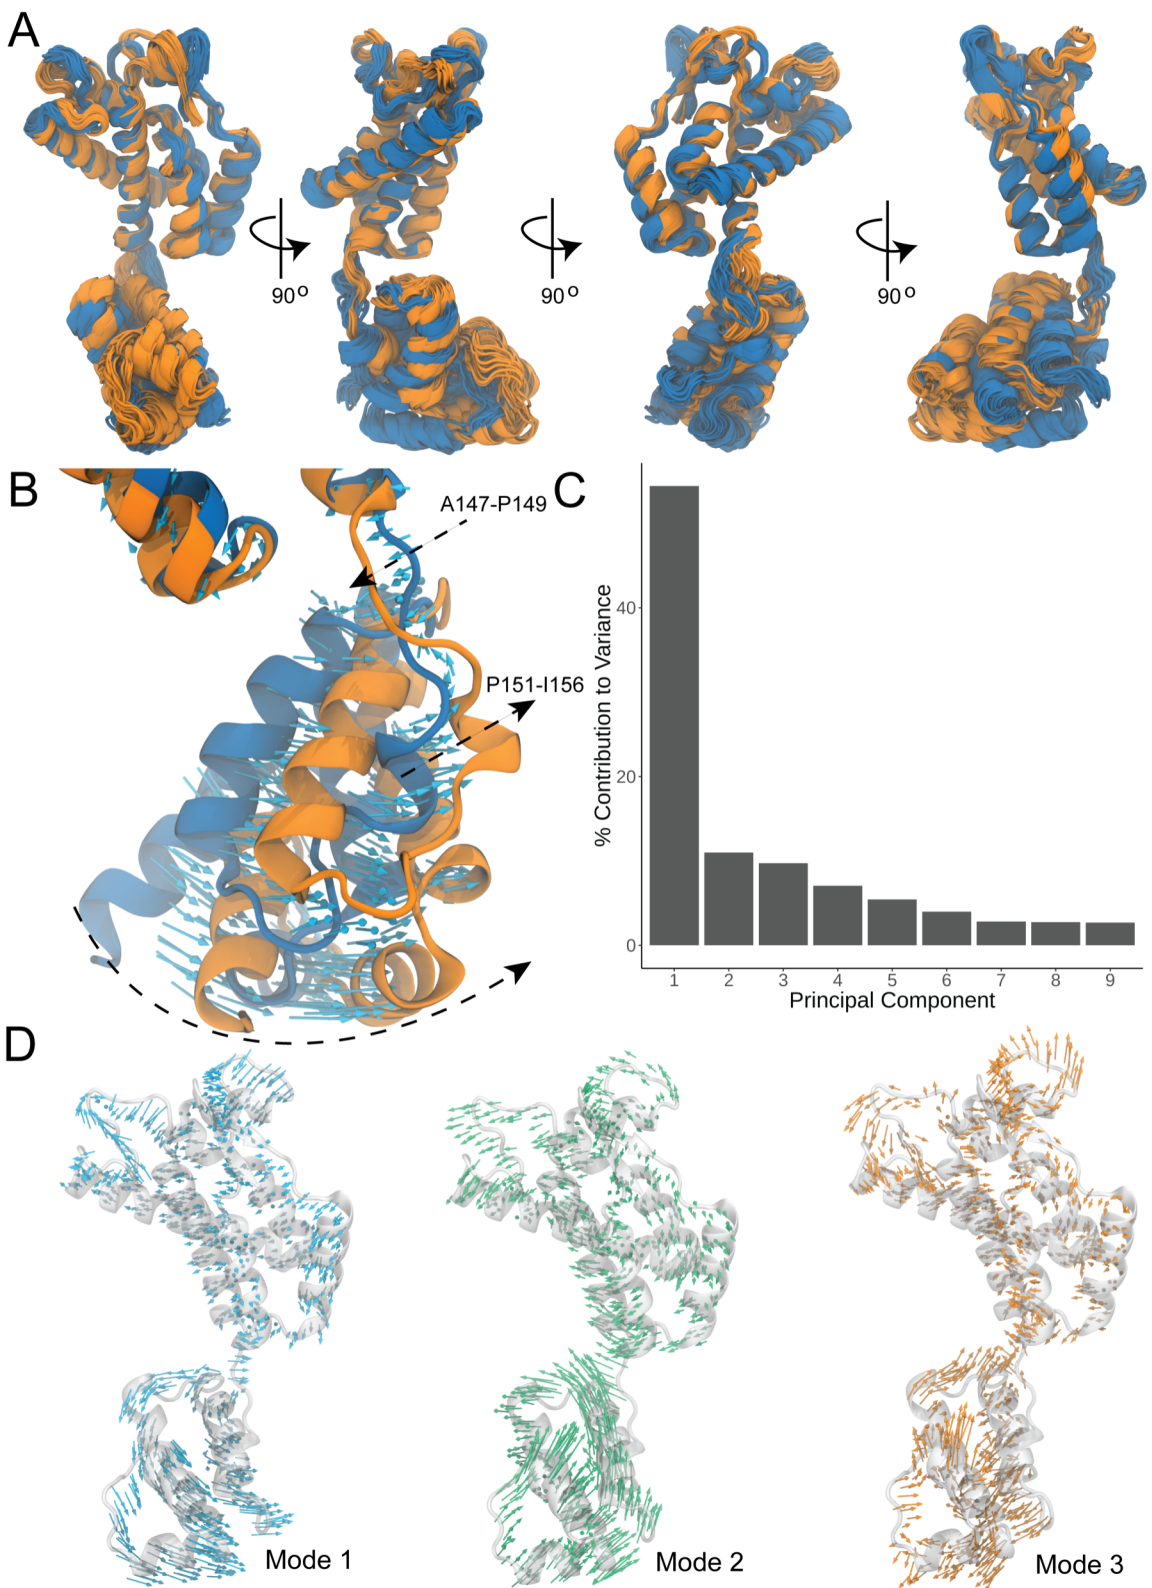 A
90°
90°
90°
B
A147-P149
P151-I156
C
% Contribution to Variance
40
20
0
1 2 3 4 5 6 7 8 9
Principal Component
D
Mode 1
Mode 2
Mode 3